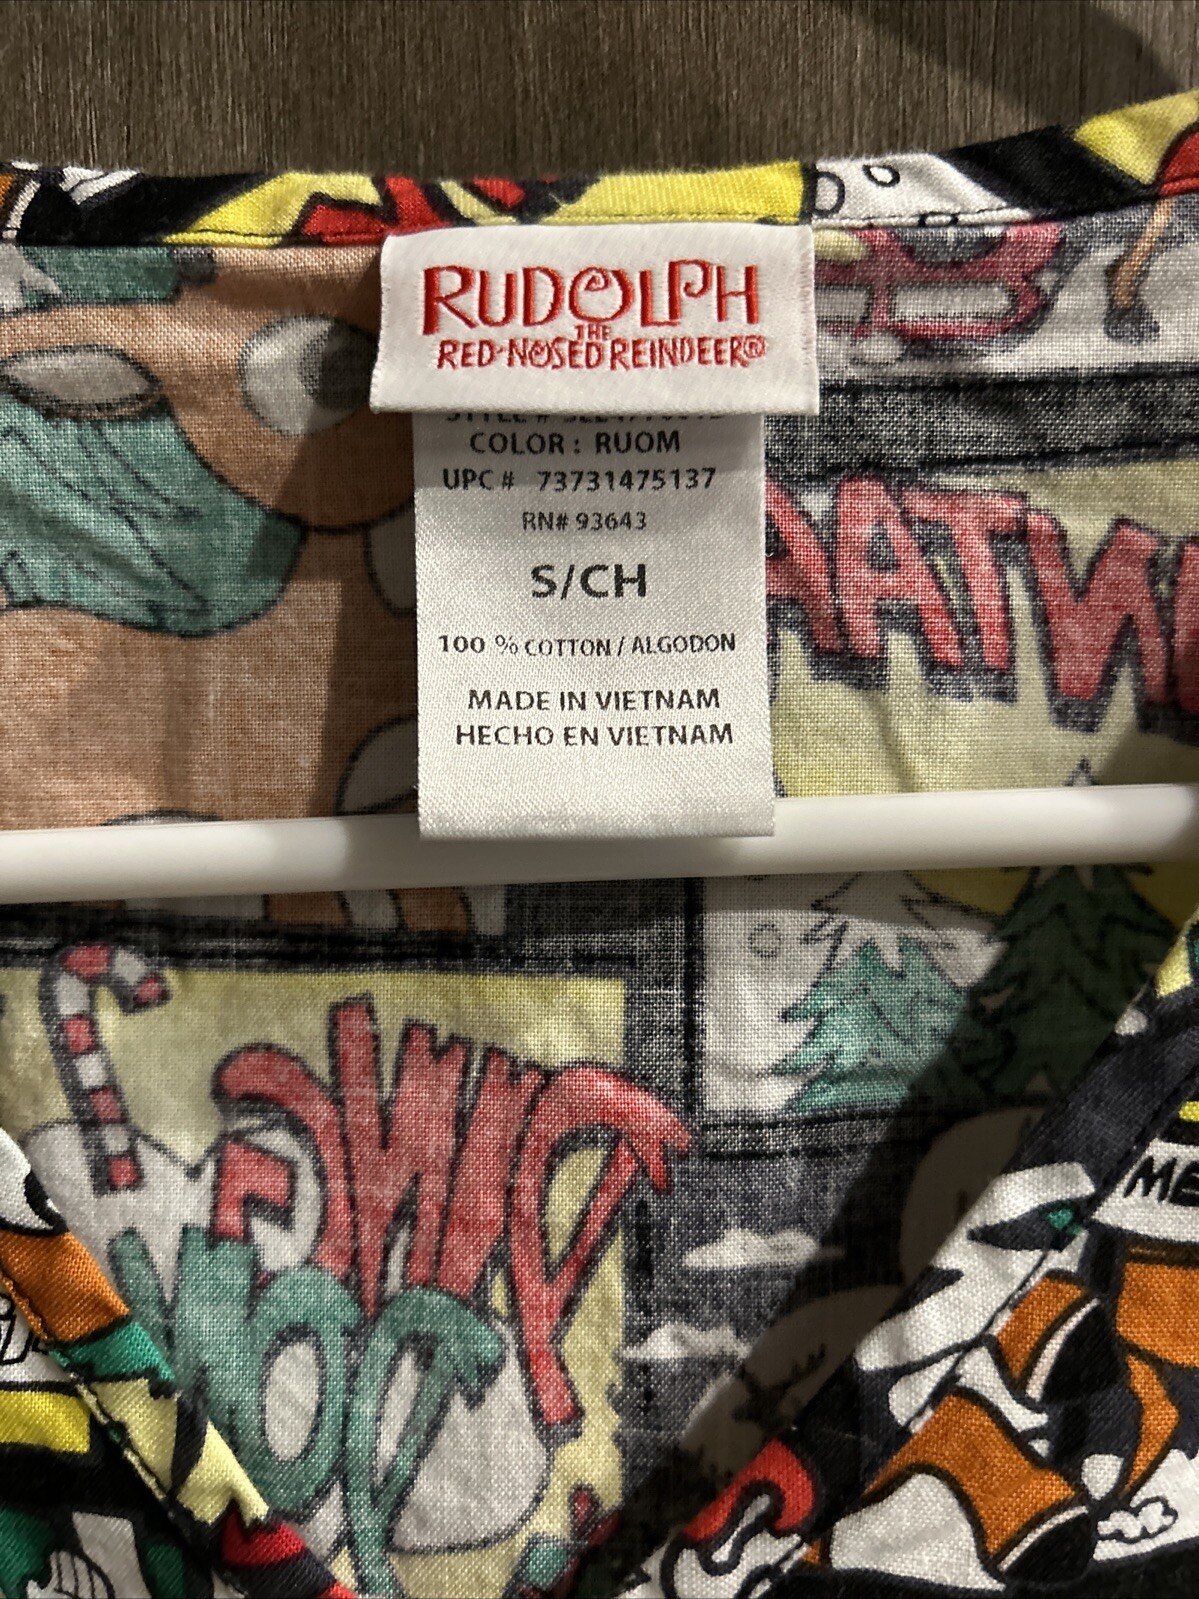 RUDOLPH
THE
RED-NOSED REINDEER®
COLOR : RUOM
UPC # 73731475137
RN# 93643
S/CH
100 % COTTON / ALGODON
MADE IN VIETNAM
HECHO EN VIETNAM